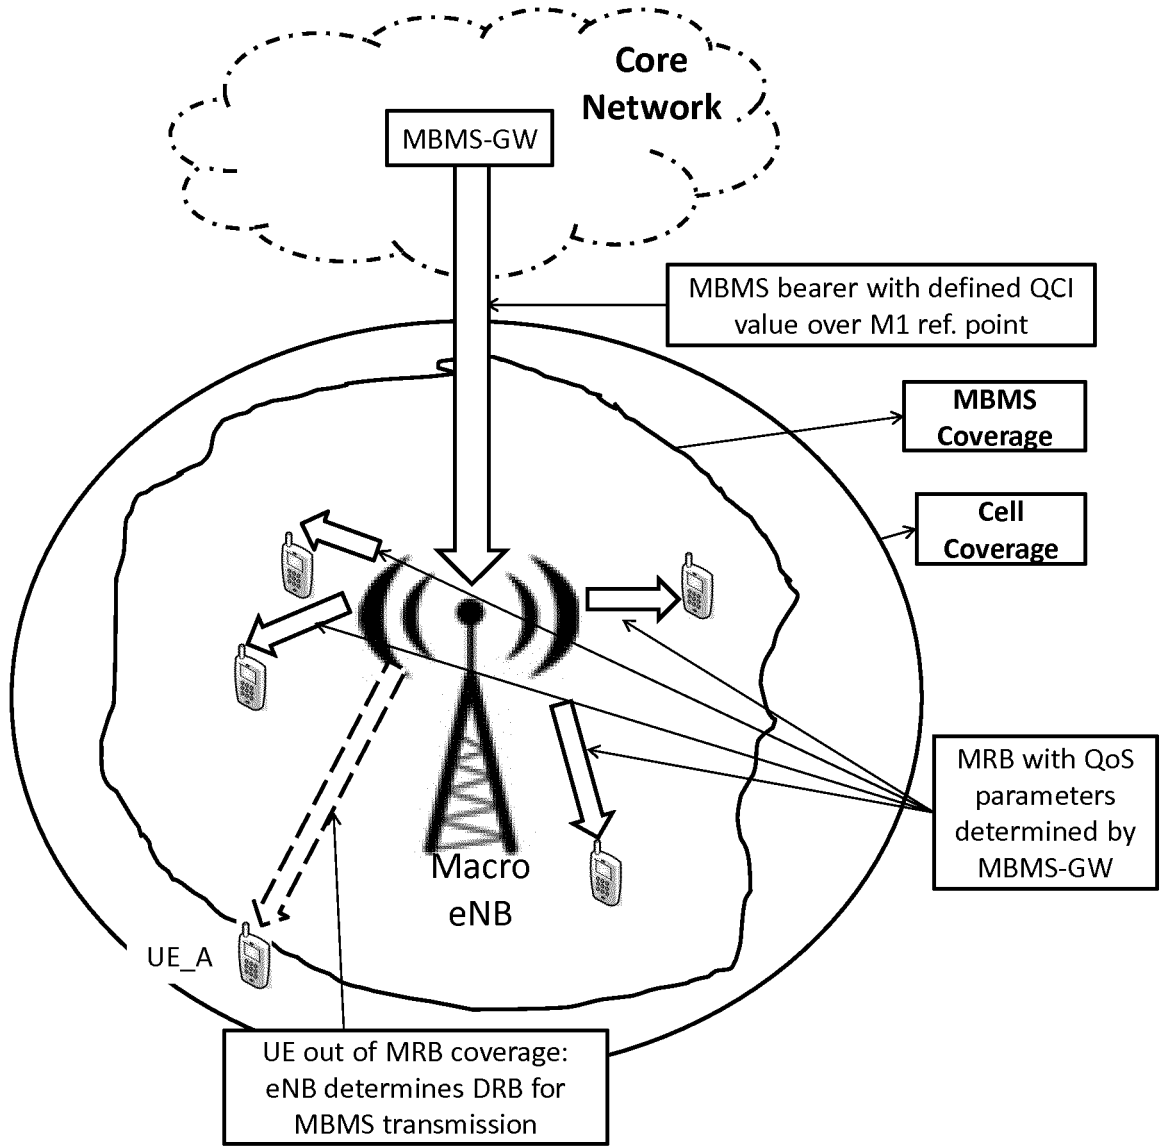 Core
Network
MBMS-GW
MBMS bearer with defined QCI
value over M1 ref. point
MBMS
Coverage
Cell
Coverage
MRB with QoS
parameters
determined by
MBMS-GW
Macro
eNB
UE_A
UE out of MRB coverage:
eNB determines DRB for
MBMS transmission